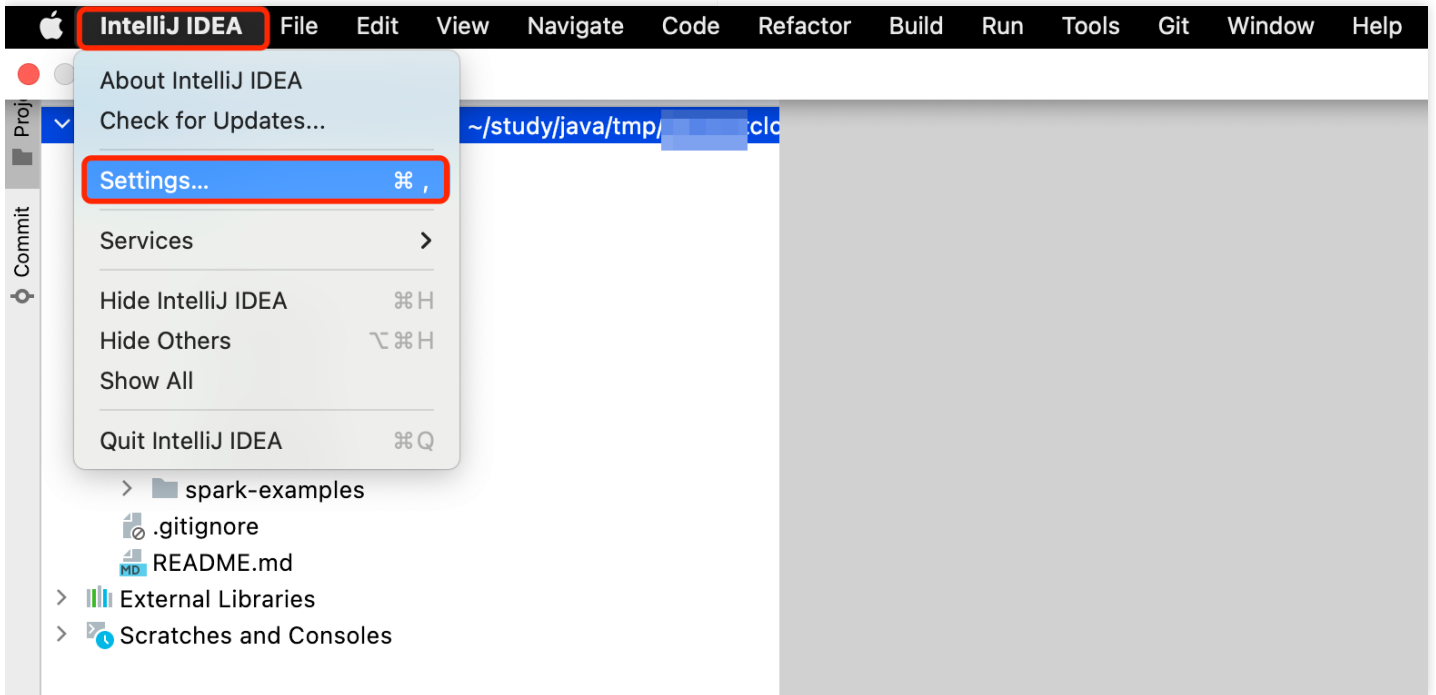 IntelliJ IDEA File Edit View Navigate Code Refactor Build Run Tools Git Window Help
About IntelliJ IDEA
Check for Updates...
~/study/java/tmp/
Settings... ⌘ ,
Services
Commit
Hide IntelliJ IDEA ⌘H
Hide Others ⌥⌘H
Show All
Quit IntelliJ IDEA ⌘Q
spark-examples
.gitignore
MD README.md
External Libraries
Scratches and Consoles